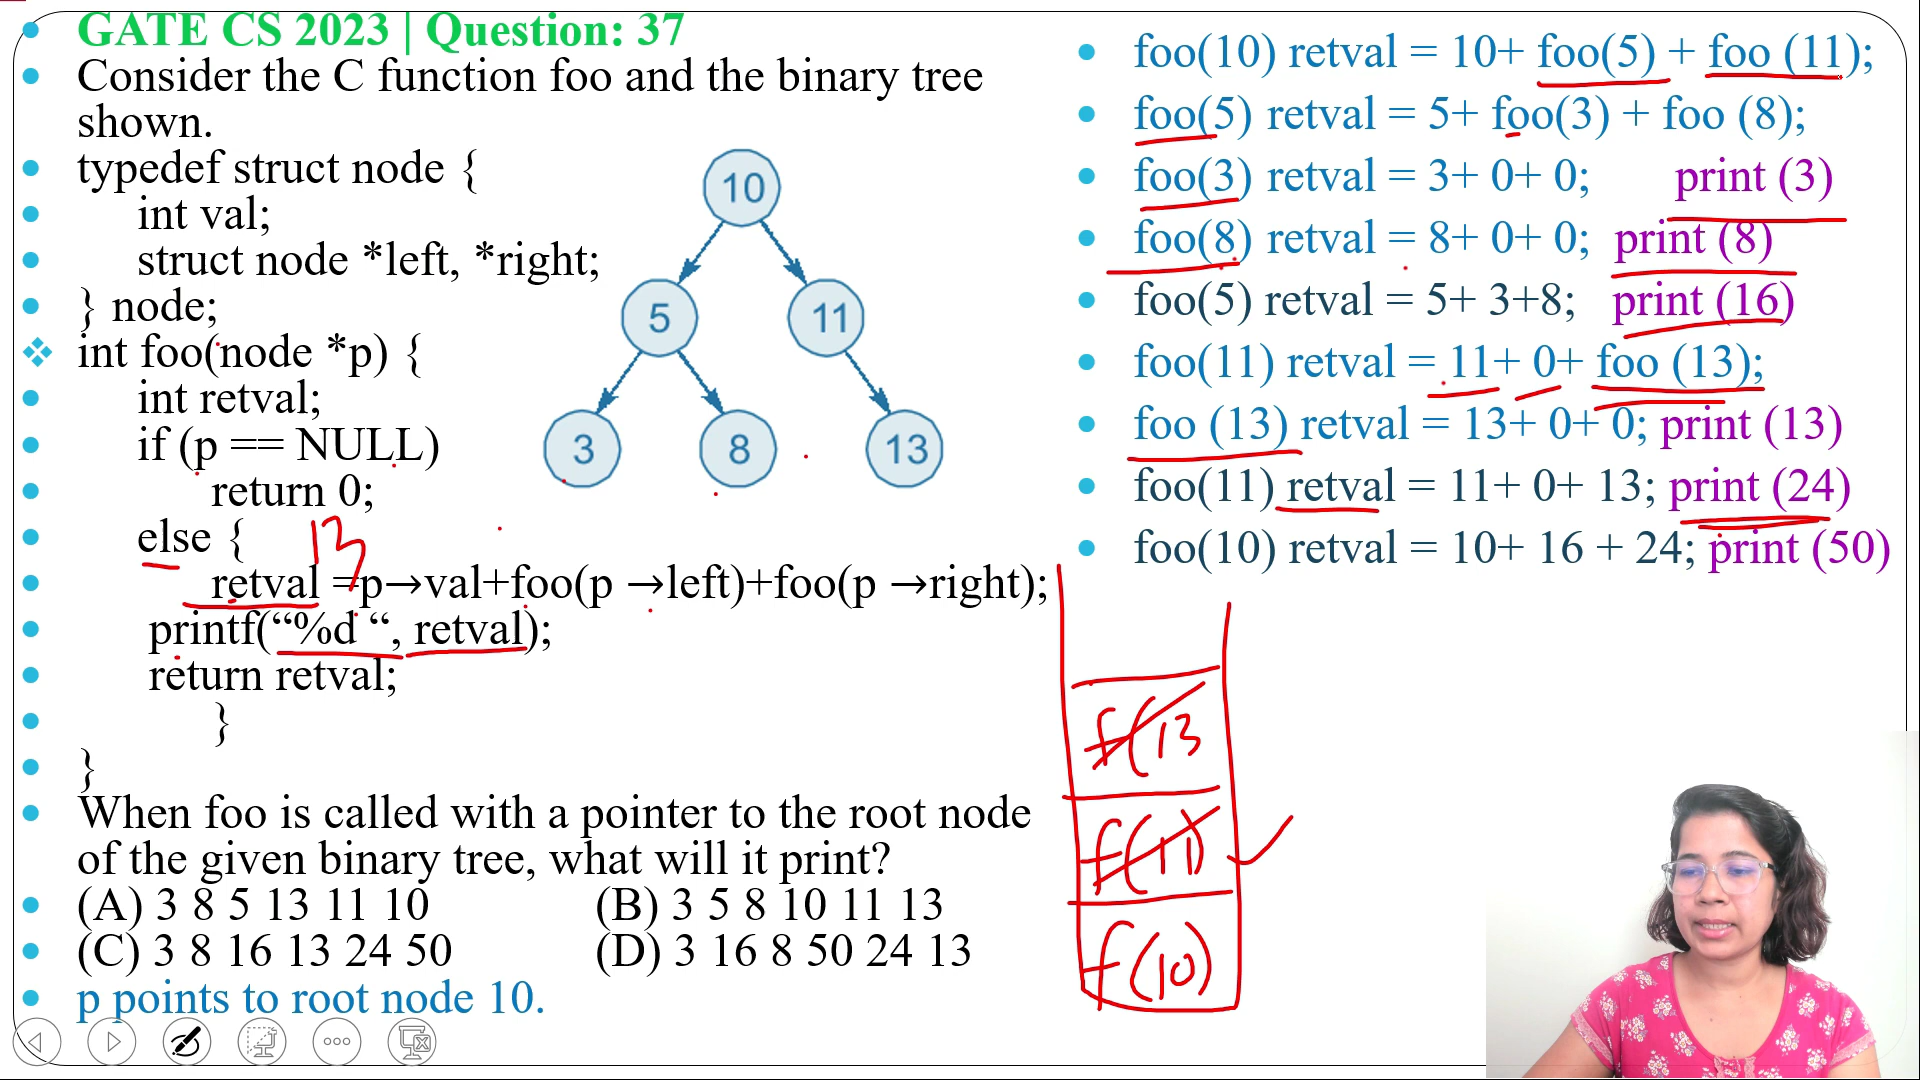 GATE CS 2023 | Question: 37
Consider the C function foo and the binary tree
shown.
typedef struct node {
int val;
struct node *left, *right;
} node;
int foo(node *p) {
int retval;
if (p == NULL)
return 0;
else {
13
retval =p→val+foo(p →left)+foo(p →right);
printf(“%d “, retval);
return retval;
}
}
When foo is called with a pointer to the root node
of the given binary tree, what will it print?
(A) 3 8 5 13 11 10 (B) 3 5 8 10 11 13
(C) 3 8 16 13 24 50 (D) 3 16 8 50 24 13
p points to root node 10.
10
5 11
3 8 13
foo(10) retval = 10+ foo(5) + foo (11);
foo(5) retval = 5+ foo(3) + foo (8);
foo(3) retval = 3+ 0+ 0; print (3)
foo(8) retval = 8+ 0+ 0; print (8)
foo(5) retval = 5+ 3+8; print (16)
foo(11) retval = 11+ 0+ foo (13);
foo (13) retval = 13+ 0+ 0; print (13)
foo(11) retval = 11+ 0+ 13; print (24)
foo(10) retval = 10+ 16 + 24; print (50)
f(13
f(11)
f(10)